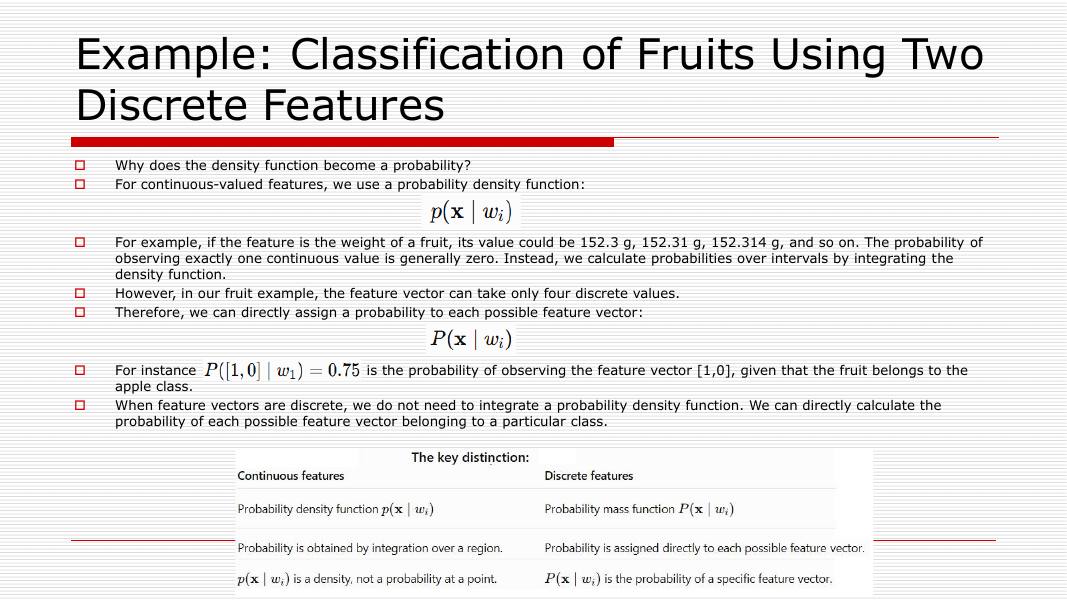 Example: Classification of Fruits Using Two
Discrete Features
Why does the density function become a probability?
For continuous-valued features, we use a probability density function:
p(x | w_i)
For example, if the feature is the weight of a fruit, its value could be 152.3 g, 152.31 g, 152.314 g, and so on. The probability of
observing exactly one continuous value is generally zero. Instead, we calculate probabilities over intervals by integrating the
density function.
However, in our fruit example, the feature vector can take only four discrete values.
Therefore, we can directly assign a probability to each possible feature vector:
P(x | w_i)
For instance P([1,0] | w_1) = 0.75 is the probability of observing the feature vector [1,0], given that the fruit belongs to the
apple class.
When feature vectors are discrete, we do not need to integrate a probability density function. We can directly calculate the
probability of each possible feature vector belonging to a particular class.
The key distinction:
Continuous features Discrete features
Probability density function p(x | w_i) Probability mass function P(x | w_i)
Probability is obtained by integration over a region. Probability is assigned directly to each possible feature vector.
p(x | w_i) is a density, not a probability at a point. P(x | w_i) is the probability of a specific feature vector.